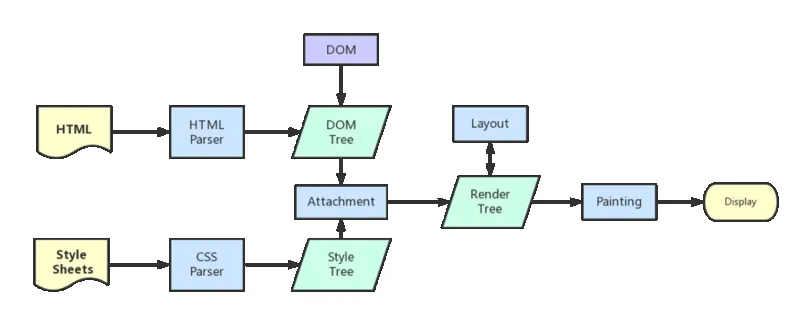 DOM
HTML
HTML
Parser
DOM
Tree
Layout
Attachment
Render
Tree
Painting
Display
Style
Sheets
CSS
Parser
Style
Tree